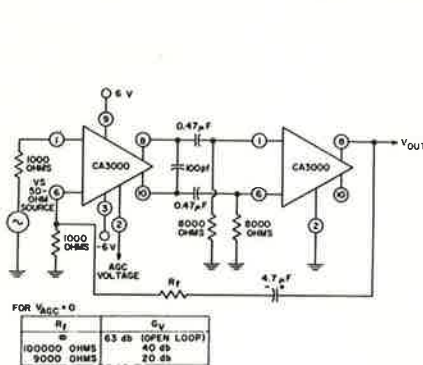 6 V
9
0.47μF
1
8
1
8
VOUT
1000
OHMS
CA3000
100pf
CA3000
VS
50-
OHM
SOURCE
6
10
6
10
3
2
0.47μF
2
-6V
1000
OHMS
8000
OHMS
8000
OHMS
AGC
VOLTAGE
Rf
4.7μF
- +
FOR VAGC = 0
Rf GV
∞ 63 db (OPEN LOOP)
100000 OHMS 40 db
9000 OHMS 20 db